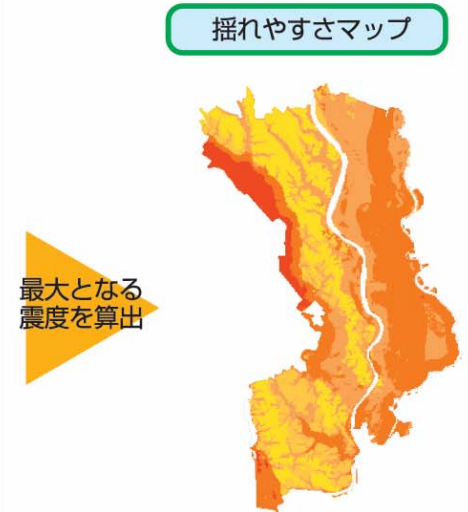 揺れやすさマップ
最大となる
震度を算出